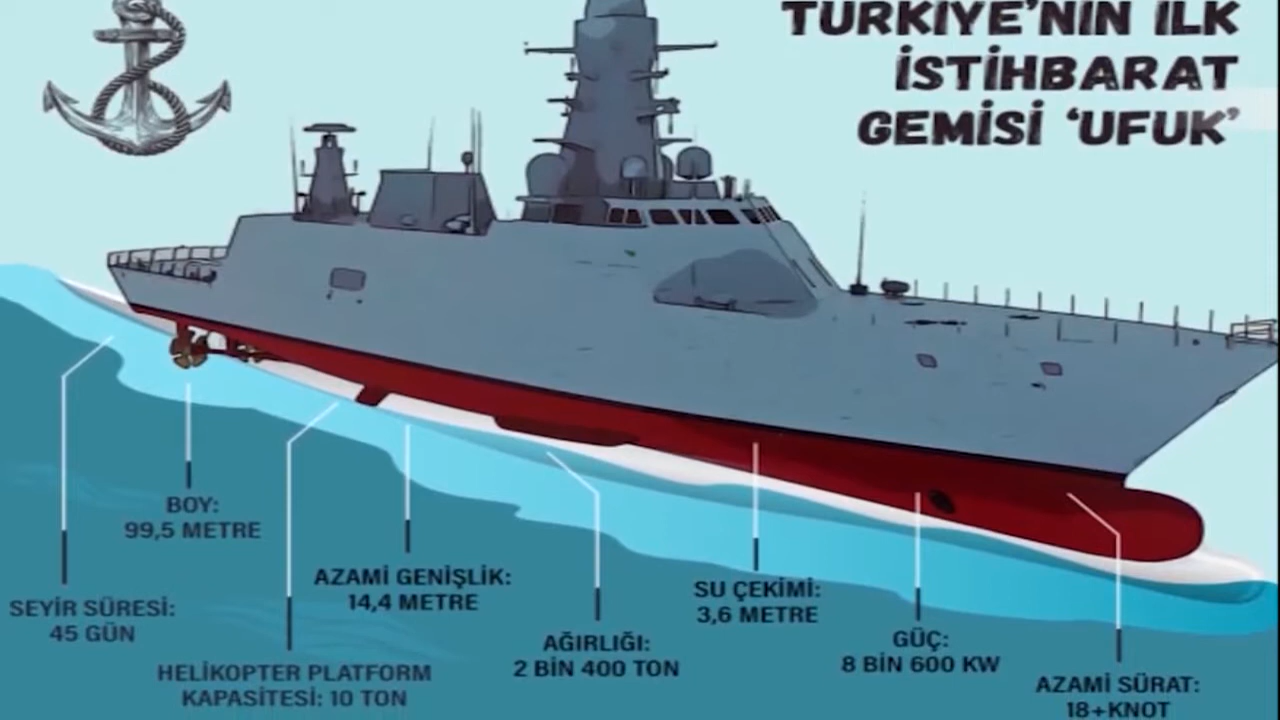 TÜRKİYE'NİN İLK
İSTİHBARAT
GEMİSİ 'UFUK'
BOY:
99,5 METRE
AZAMİ GENİŞLİK:
14,4 METRE
SU ÇEKİMİ:
3,6 METRE
SEYİR SÜRESİ:
45 GÜN
AĞIRLIĞI:
2 BİN 400 TON
GÜÇ:
8 BİN 600 KW
HELİKOPTER PLATFORM
KAPASİTESİ: 10 TON
AZAMİ SÜRAT:
18+KNOT